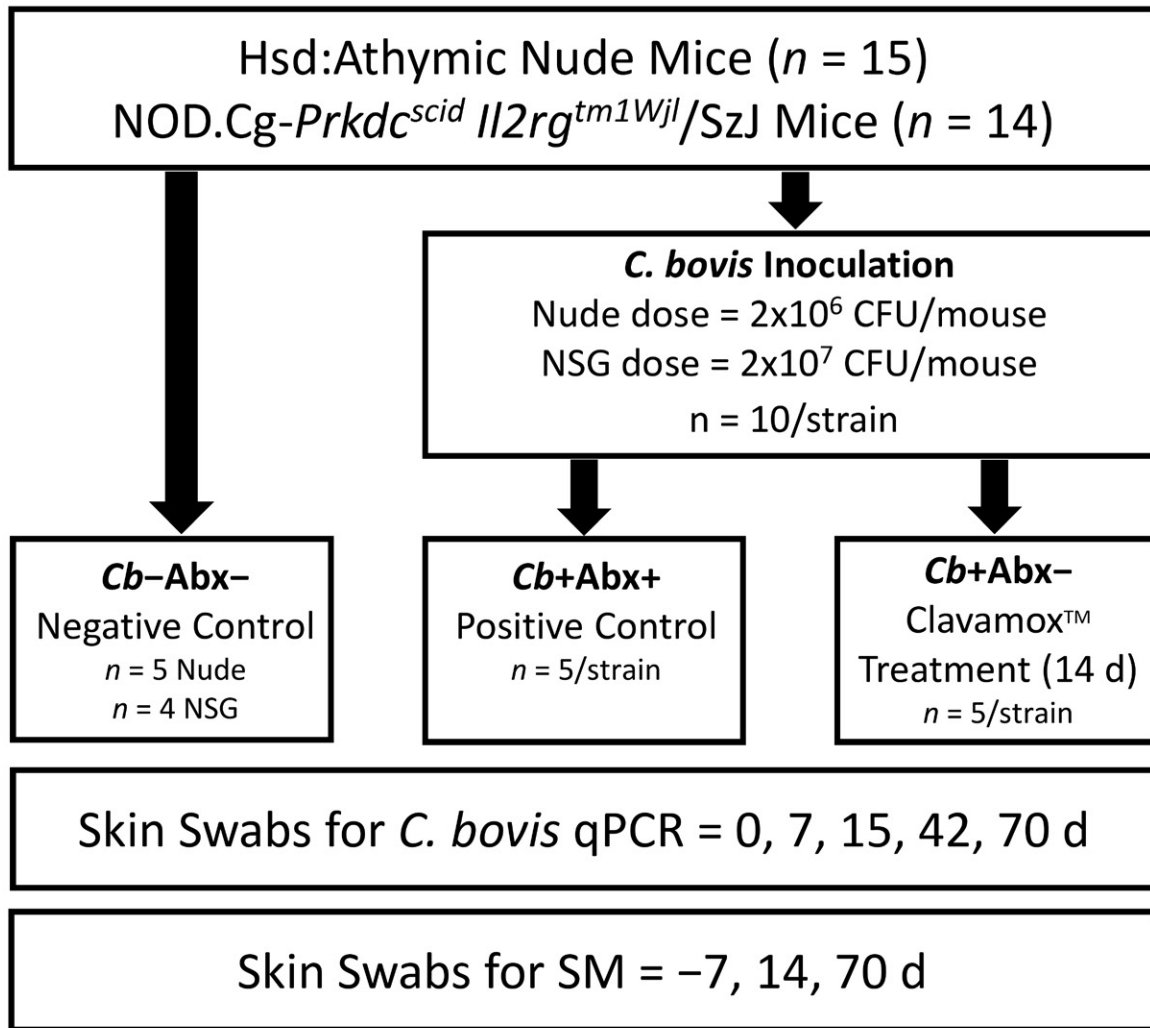 Hsd:Athymic Nude Mice (n = 15)
NOD.Cg-Prkdcscid Il2rgtm1Wjl/SzJ Mice (n = 14)
C. bovis Inoculation
Nude dose = 2x10⁶ CFU/mouse
NSG dose = 2x10⁷ CFU/mouse
n = 10/strain
Cb−Abx−
Negative Control
n = 5 Nude
n = 4 NSG
Cb+Abx+
Positive Control
n = 5/strain
Cb+Abx−
Clavamox™
Treatment (14 d)
n = 5/strain
Skin Swabs for C. bovis qPCR = 0, 7, 15, 42, 70 d
Skin Swabs for SM = −7, 14, 70 d